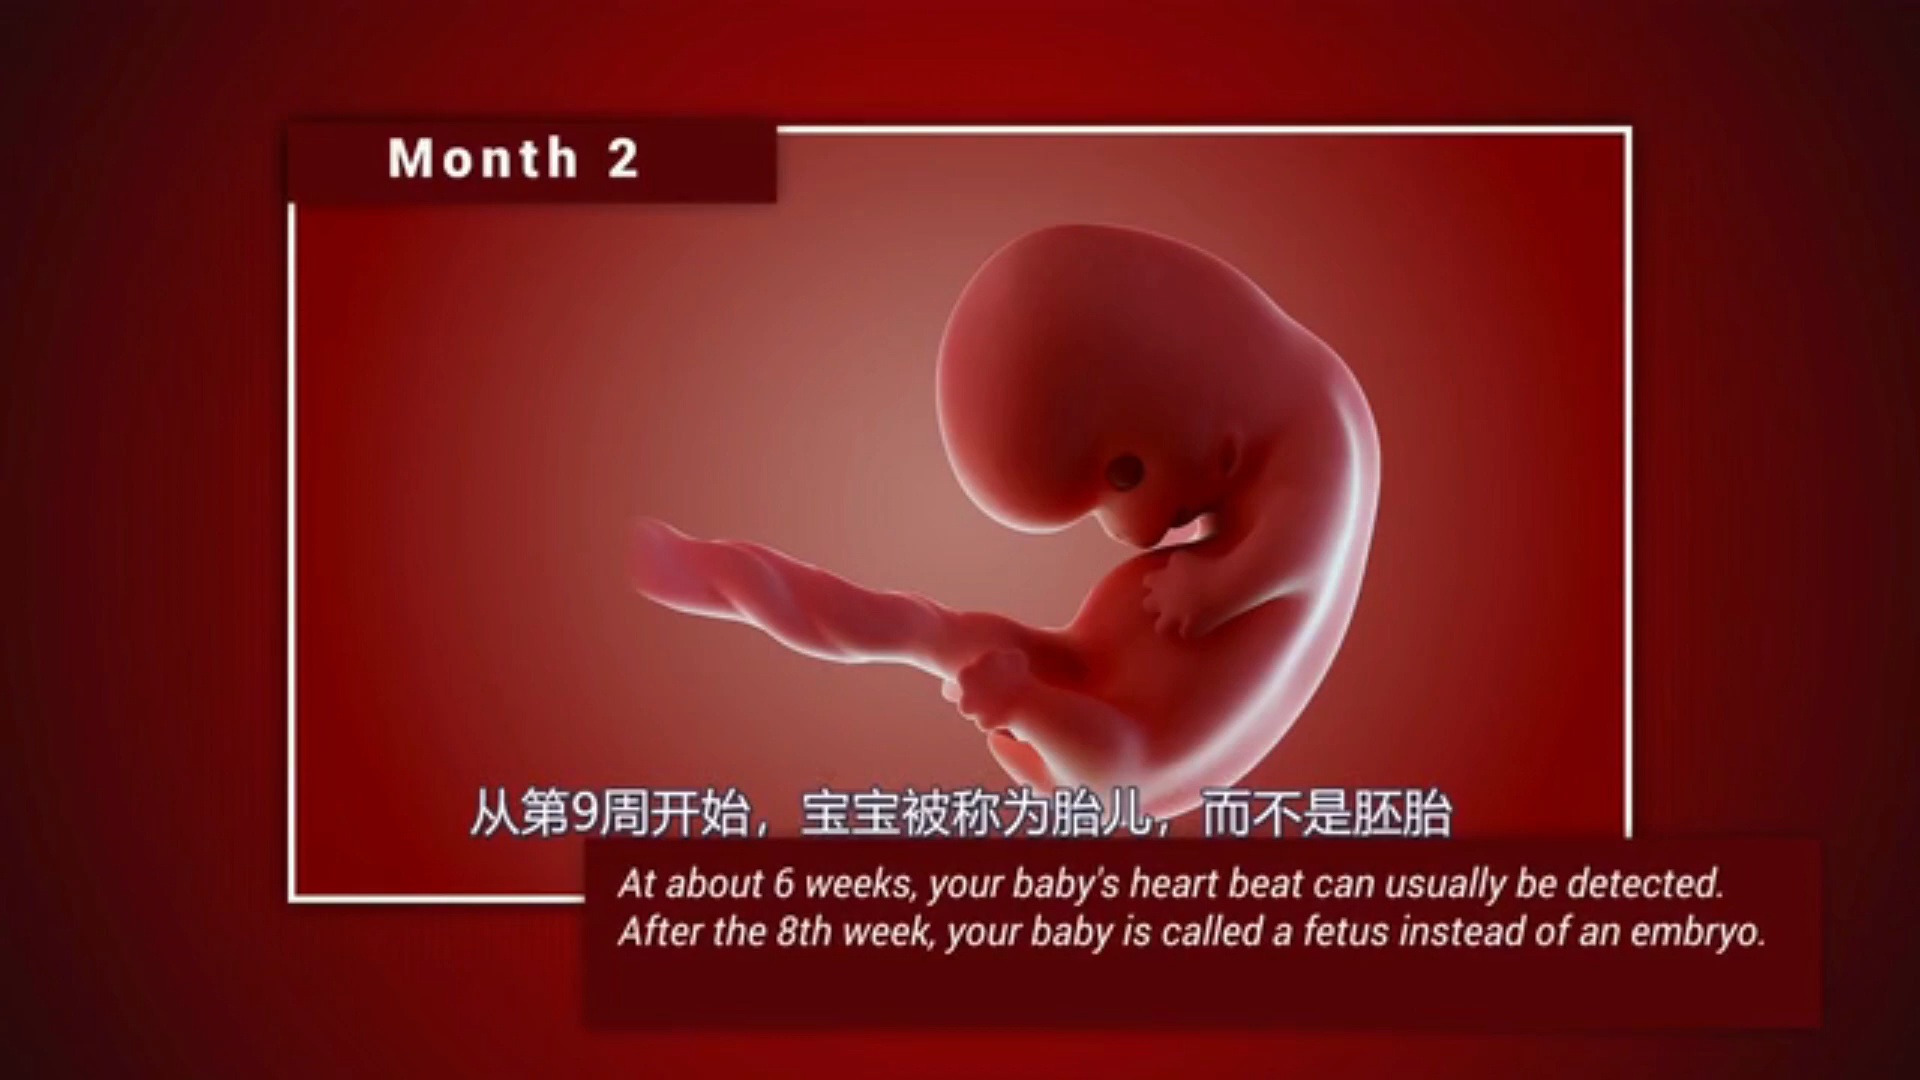 Month 2
从第9周开始，宝宝被称为胎儿，而不是胚胎
At about 6 weeks, your baby's heart beat can usually be detected.
After the 8th week, your baby is called a fetus instead of an embryo.